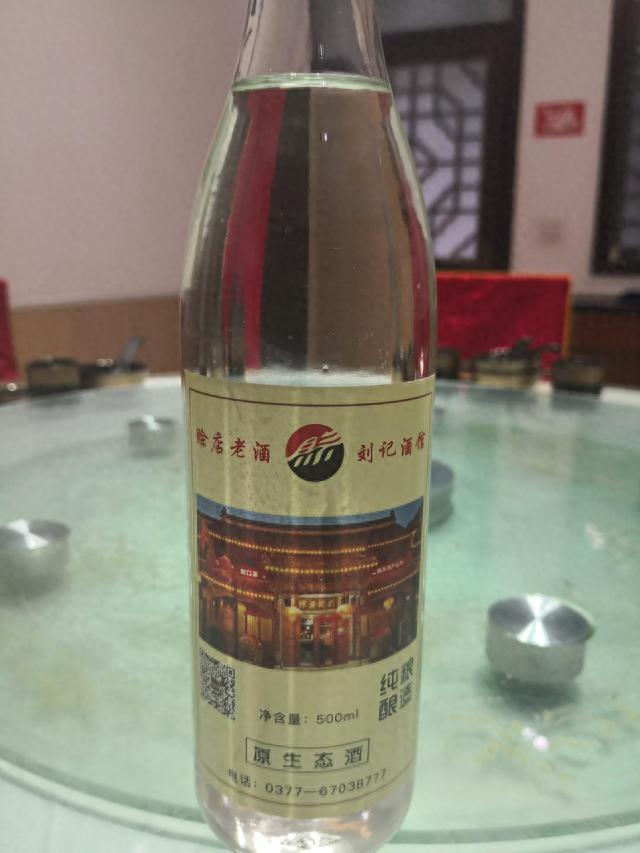 赊店老酒 刘记酒馆
净含量：500ml
纯粮
酿造
原生态酒
电话：0377—67038777